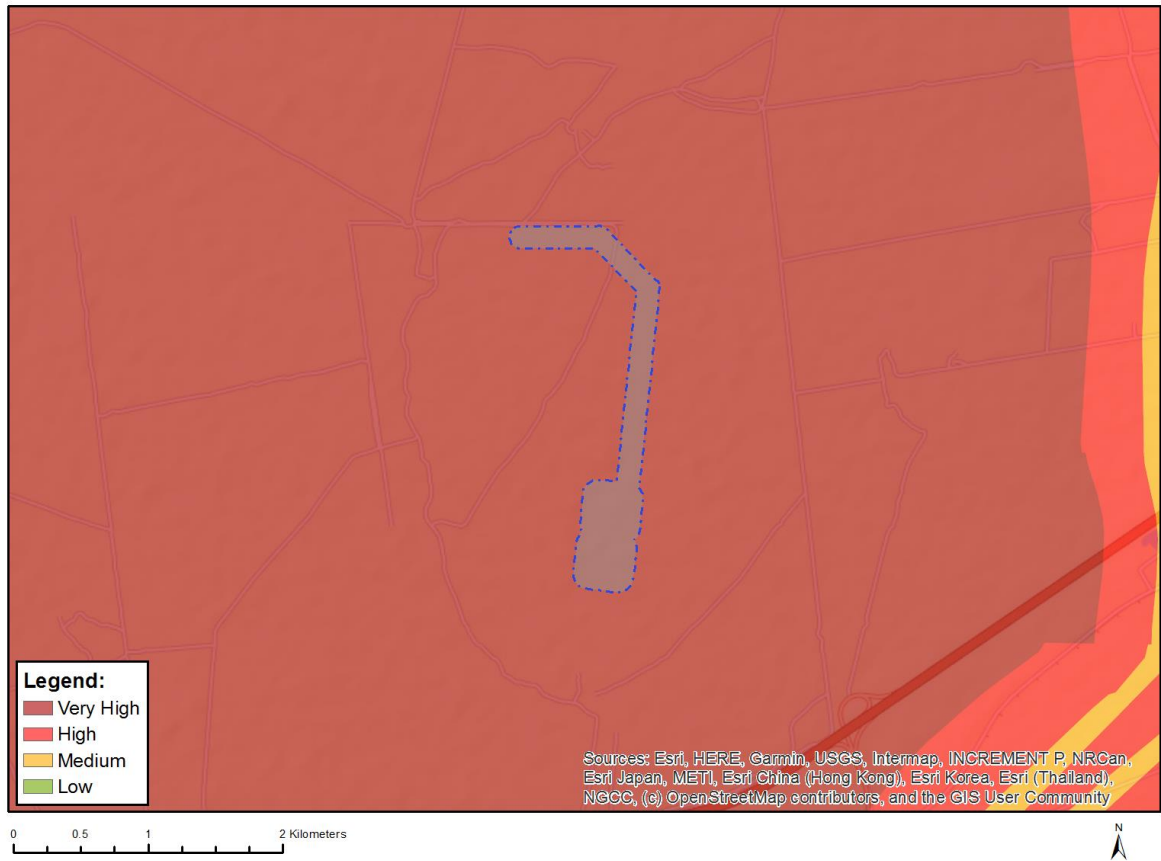 Legend:
Very High
High
Medium
Low
Sources: Esri, HERE, Garmin, USGS, Intermap, INCREMENT P, NRCan,
Esri Japan, METI, Esri China (Hong Kong), Esri Korea, Esri (Thailand),
NGCC, (c) OpenStreetMap contributors, and the GIS User Community
0 0.5 1 2 Kilometers
N